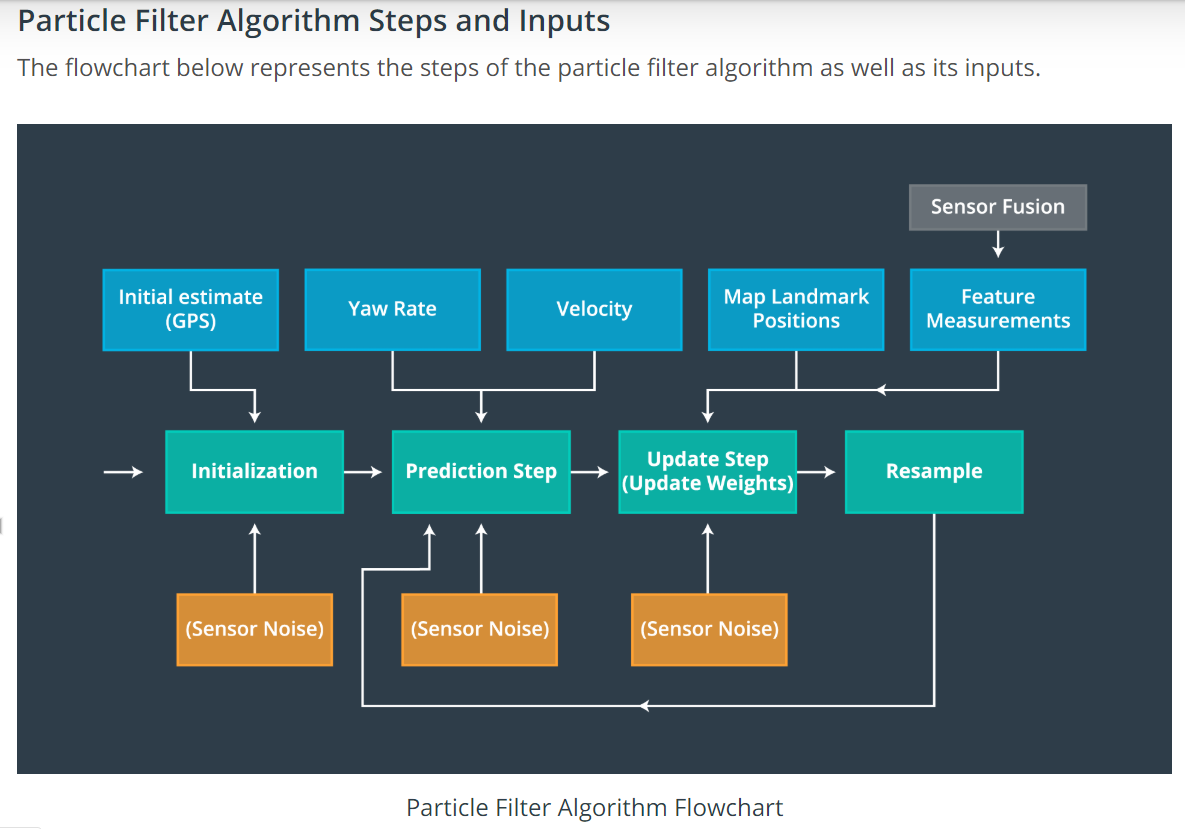 Particle Filter Algorithm Steps and Inputs
The flowchart below represents the steps of the particle filter algorithm as well as its inputs.
Sensor Fusion
Initial estimate
(GPS)
Yaw Rate
Velocity
Map Landmark
Positions
Feature
Measurements
Initialization
Prediction Step
Update Step
(Update Weights)
Resample
(Sensor Noise)
(Sensor Noise)
(Sensor Noise)
Particle Filter Algorithm Flowchart